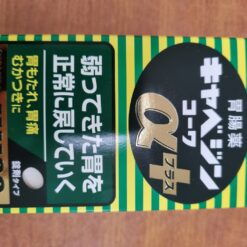 胃腸薬
キャベジン
コーワ
α
プラス
弱ってきた胃を
正常に戻していく
胃もたれ、胃痛
むかつきに
錠剤タイプ